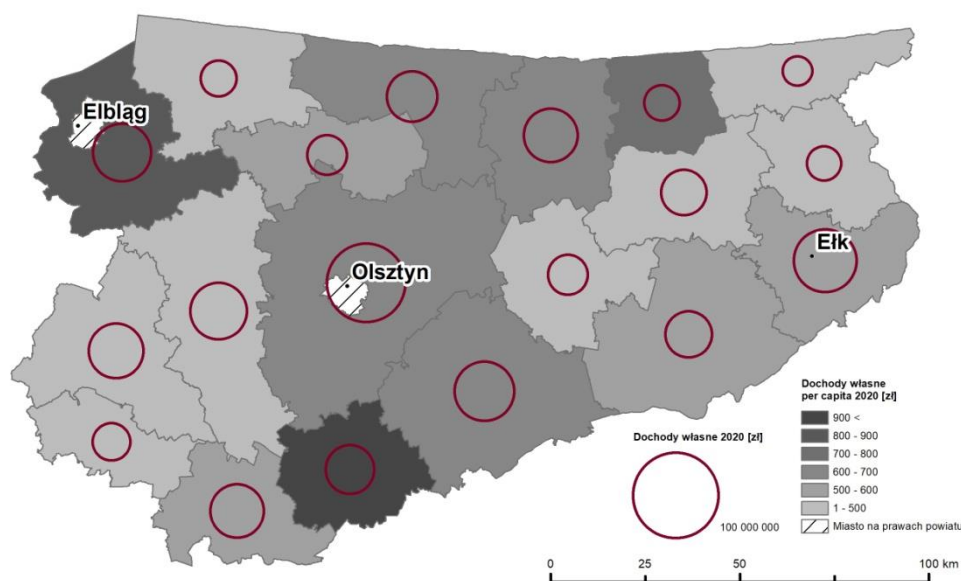 Elbląg
Olsztyn
Ełk
Dochody własne 2020 [zł]
100 000 000
Dochody własne
per capita 2020 [zł]
900 <
800 - 900
700 - 800
600 - 700
500 - 600
1 - 500
Miasto na prawach powiatu
0 25 50 100 km